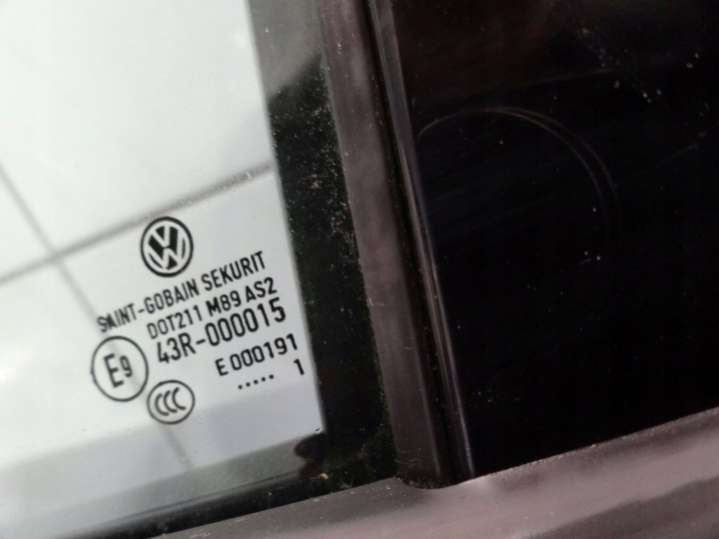 SAINT-GOBAIN SEKURIT
DOT211 M89 AS2
43R-000015
E9
E 000191
CCC
..... 1